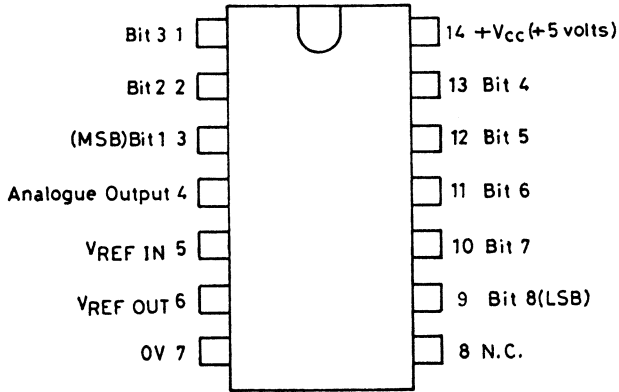 Bit 3 1
Bit 2 2
(MSB)Bit 1 3
Analogue Output 4
VREF IN 5
VREF OUT 6
0V 7
14 +Vcc (+5 volts)
13 Bit 4
12 Bit 5
11 Bit 6
10 Bit 7
9 Bit 8(LSB)
8 N.C.